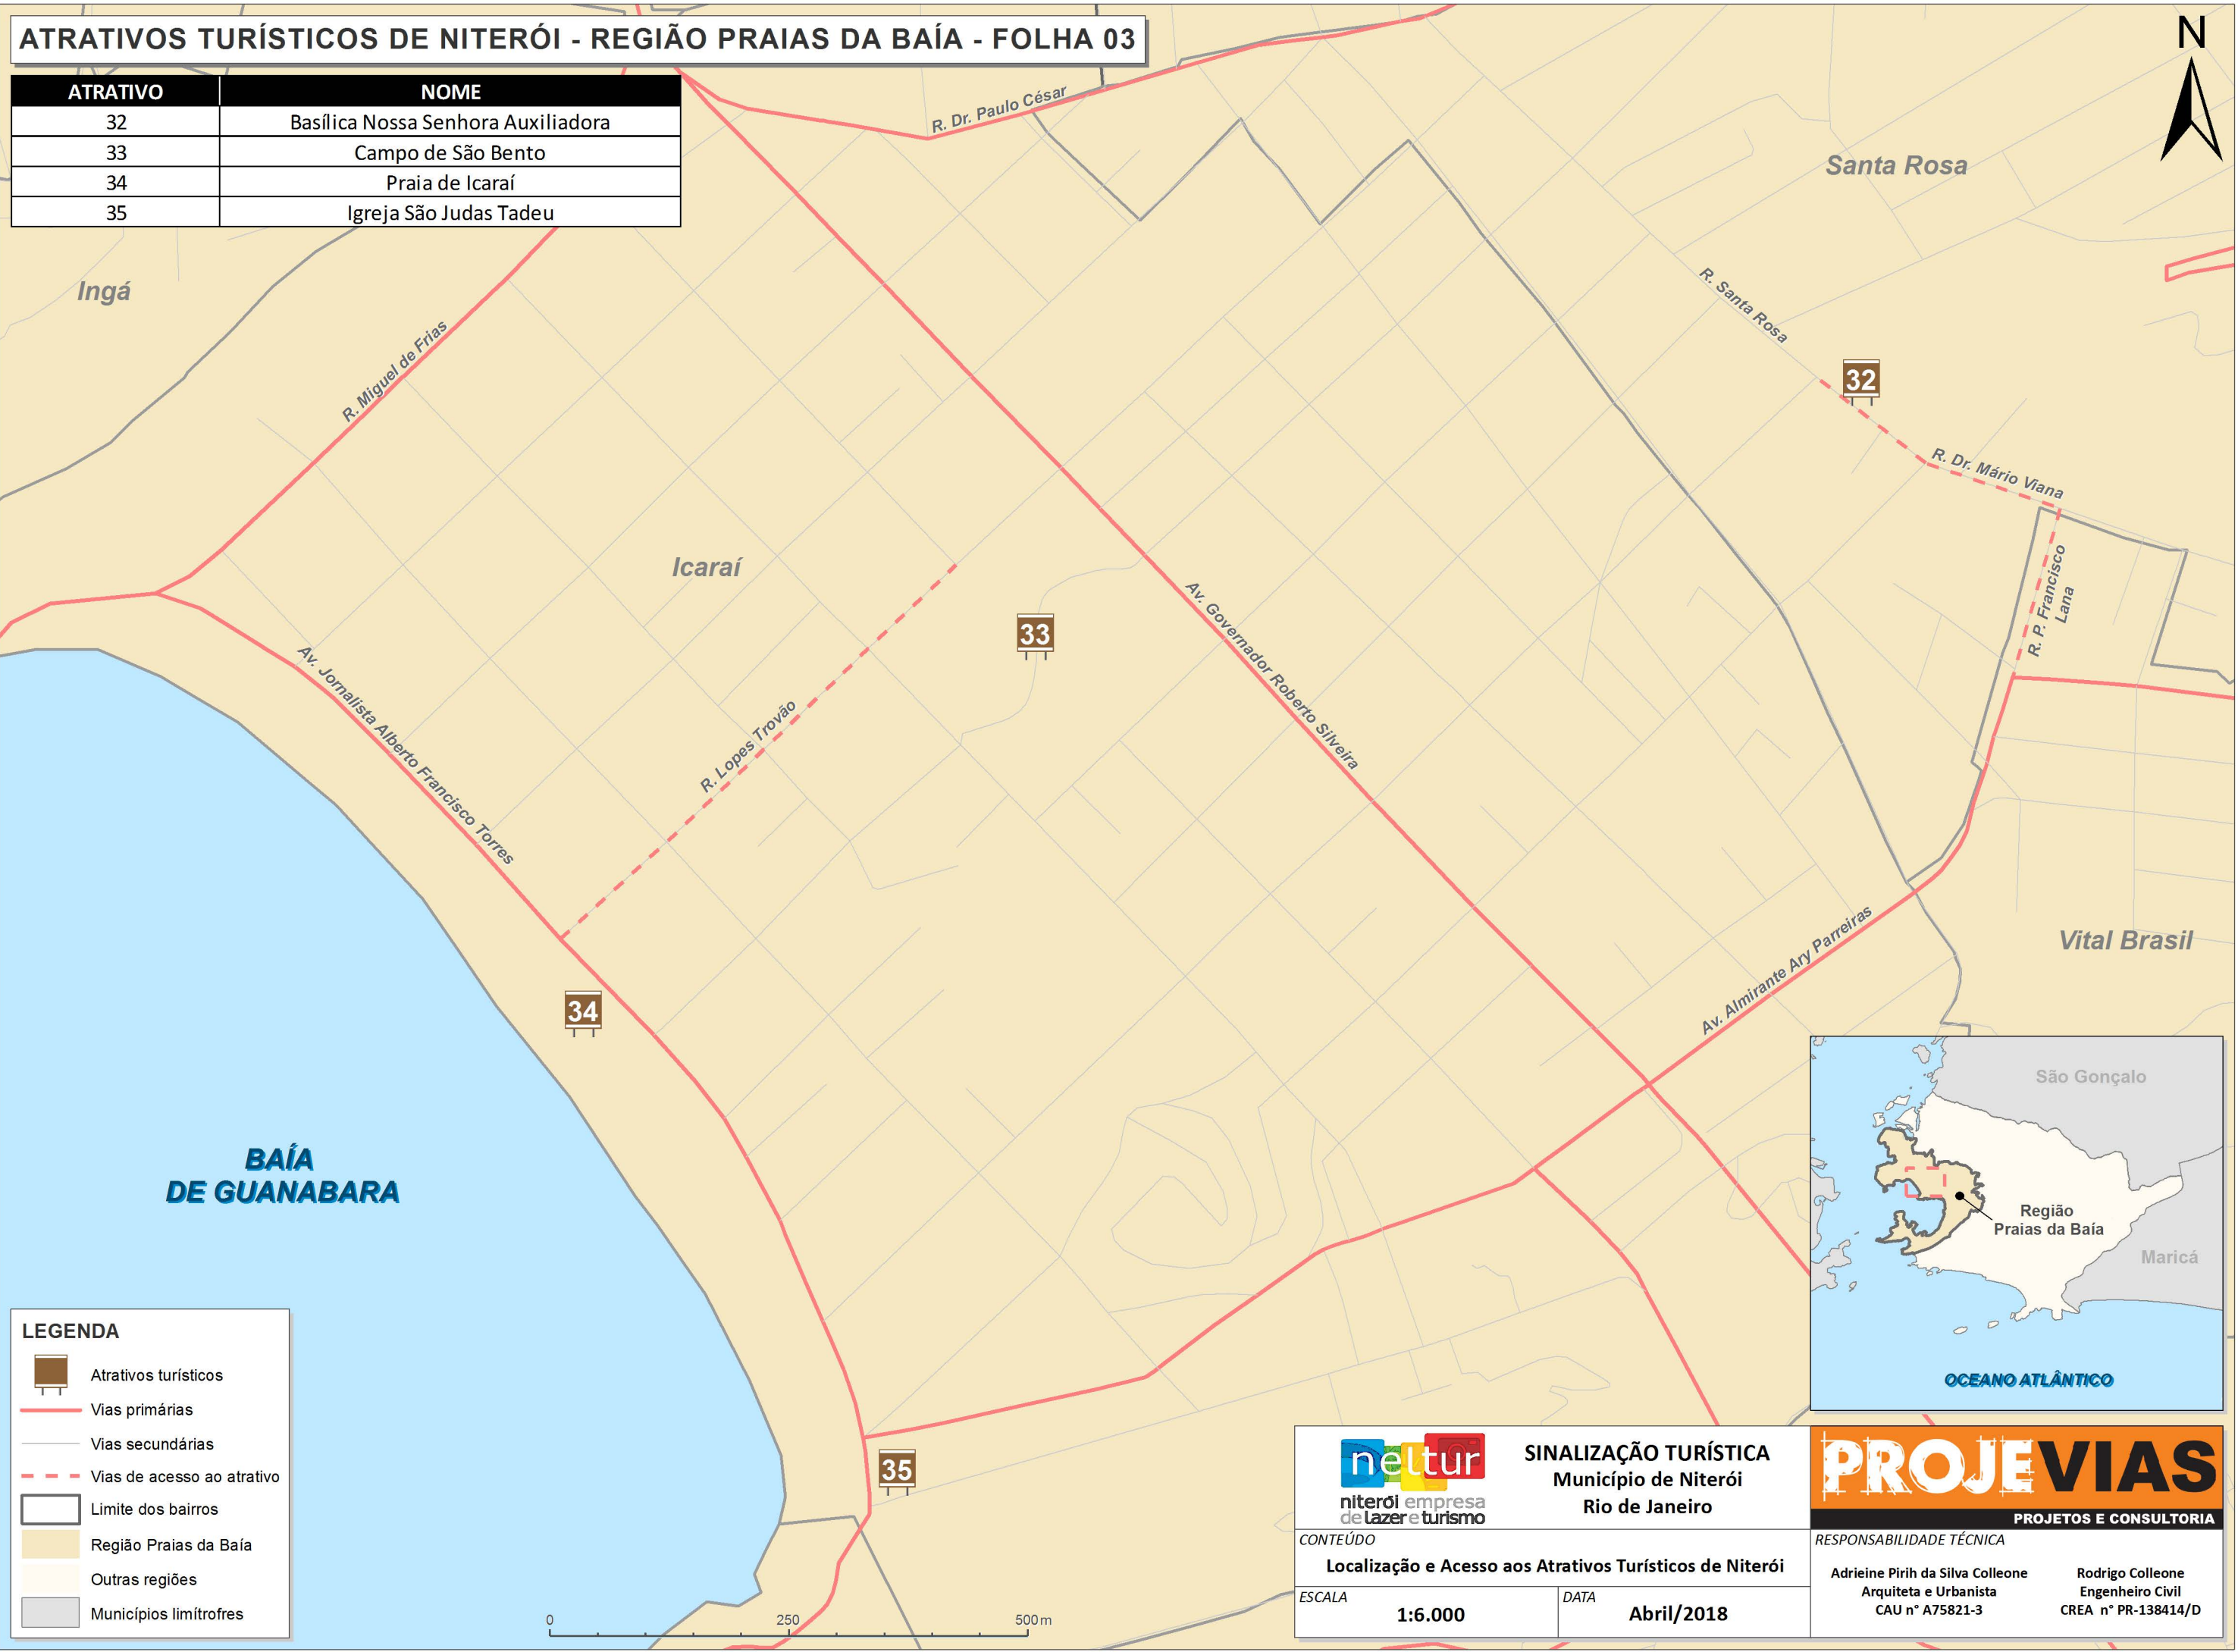 ATRATIVOS TURÍSTICOS DE NITERÓI - REGIÃO PRAIAS DA BAÍA - FOLHA 03
N
ATRATIVO NOME
32 Basílica Nossa Senhora Auxiliadora
33 Campo de São Bento
34 Praia de Icaraí
35 Igreja São Judas Tadeu
R. Dr. Paulo César
Santa Rosa
Ingá
R. Miguel de Frias
R. Santa Rosa
32
R. Dr. Mário Viana
R. P. Francisco
Lana
Icaraí
33
Av. Governador Roberto Silveira
Av. Jornalista Alberto Francisco Torres
R. Lopes Trovão
34
Av. Almirante Ary Parreiras
Vital Brasil
BAÍA
DE GUANABARA
35
São Gonçalo
Região
Praias da Baía
Maricá
OCEANO ATLÂNTICO
LEGENDA
Atrativos turísticos
Vias primárias
Vias secundárias
Vias de acesso ao atrativo
Limite dos bairros
Região Praias da Baía
Outras regiões
Municípios limítrofes
0 250 500 m
neltur
niterói empresa
de lazer e turismo
SINALIZAÇÃO TURÍSTICA
Município de Niterói
Rio de Janeiro
CONTEÚDO
Localização e Acesso aos Atrativos Turísticos de Niterói
ESCALA
1:6.000
DATA
Abril/2018
PROJEVIAS
PROJETOS E CONSULTORIA
RESPONSABILIDADE TÉCNICA
Adrieine Pirih da Silva Colleone
Arquiteta e Urbanista
CAU n° A75821-3
Rodrigo Colleone
Engenheiro Civil
CREA n° PR-138414/D